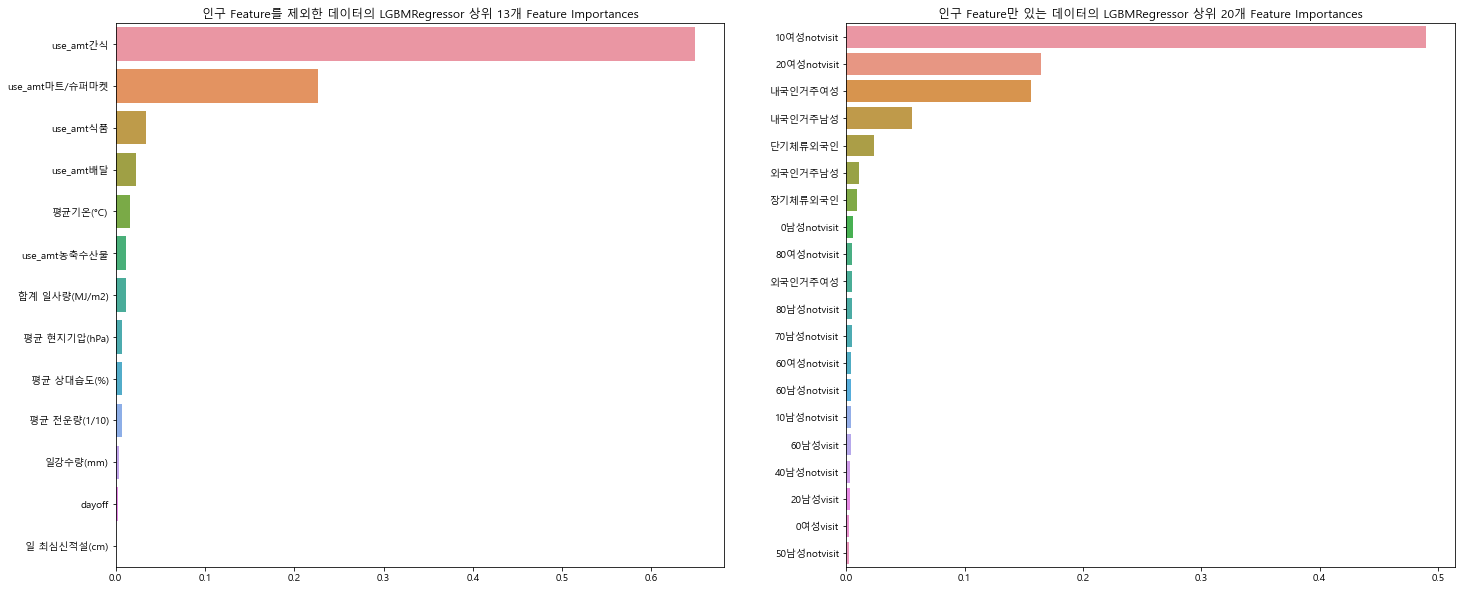 인구 Feature를 제외한 데이터의 LGBMRegressor 상위 13개 Feature Importances
use_amt간식
use_amt마트/슈퍼마켓
use_amt식품
use_amt배달
평균기온(°C)
use_amt농축수산물
합계 일사량(MJ/m2)
평균 현지기압(hPa)
평균 상대습도(%)
평균 전운량(1/10)
일강수량(mm)
dayoff
일 최심신적설(cm)
0.0 0.1 0.2 0.3 0.4 0.5 0.6
인구 Feature만 있는 데이터의 LGBMRegressor 상위 20개 Feature Importances
10여성notvisit
20여성notvisit
내국인거주여성
내국인거주남성
단기체류외국인
외국인거주남성
장기체류외국인
0남성notvisit
80여성notvisit
외국인거주여성
80남성notvisit
70남성notvisit
60여성notvisit
60남성notvisit
10남성notvisit
60남성visit
40남성notvisit
20남성visit
0여성visit
50남성notvisit
0.0 0.1 0.2 0.3 0.4 0.5